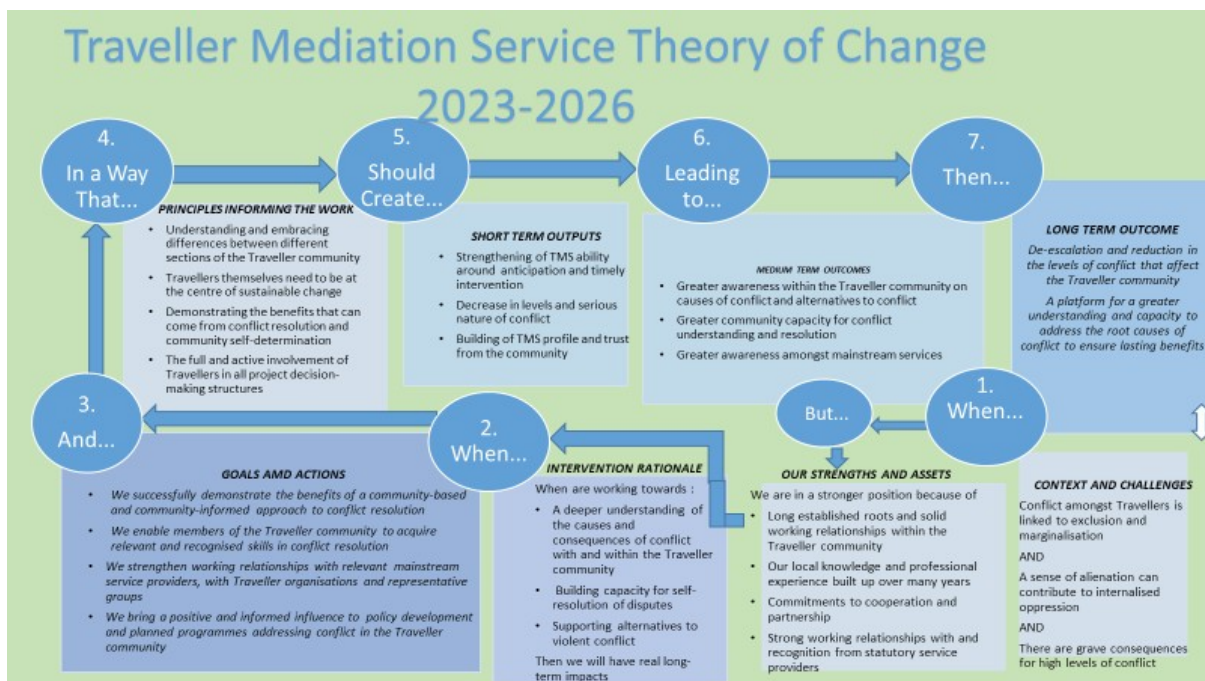 Traveller Mediation Service Theory of Change
2023-2026
4.
In a Way
That...
5.
Should
Create...
6.
Leading
to...
7.
Then...
PRINCIPLES INFORMING THE WORK
• Understanding and embracing
differences between different
sections of the Traveller community
• Travellers themselves need to be at
the centre of sustainable change
• Demonstrating the benefits that can
come from conflict resolution and
community self-determination
• The full and active involvement of
Travellers in all project decision-
making structures
SHORT TERM OUTPUTS
• Strengthening of TMS ability
around anticipation and timely
intervention
• Decrease in levels and serious
nature of conflict
• Building of TMS profile and trust
from the community
MEDIUM TERM OUTCOMES
• Greater awareness within the Traveller community on
causes of conflict and alternatives to conflict
• Greater community capacity for conflict
understanding and resolution
• Greater awareness amongst mainstream services
LONG TERM OUTCOME
De-escalation and reduction in
the levels of conflict that affect
the Traveller community
A platform for a greater
understanding and capacity to
address the root causes of
conflict to ensure lasting benefits
3.
And...
2.
When...
But...
1.
When...
GOALS AMD ACTIONS
• We successfully demonstrate the benefits of a community-based
and community-informed approach to conflict resolution
• We enable members of the Traveller community to acquire
relevant and recognised skills in conflict resolution
• We strengthen working relationships with relevant mainstream
service providers, with Traveller organisations and representative
groups
• We bring a positive and informed influence to policy development
and planned programmes addressing conflict in the Traveller
community
INTERVENTION RATIONALE
When are working towards :
• A deeper understanding of
the causes and
consequences of conflict
with and within the Traveller
community
• Building capacity for self-
resolution of disputes
• Supporting alternatives to
violent conflict
Then we will have real long-
term impacts
OUR STRENGTHS AND ASSETS
We are in a stronger position because of
• Long established roots and solid
working relationships within the
Traveller community
• Our local knowledge and professional
experience built up over many years
• Commitments to cooperation and
partnership
• Strong working relationships with and
recognition from statutory service
providers
CONTEXT AND CHALLENGES
Conflict amongst Travellers is
linked to exclusion and
marginalisation
AND
A sense of alienation can
contribute to internalised
oppression
AND
There are grave consequences
for high levels of conflict